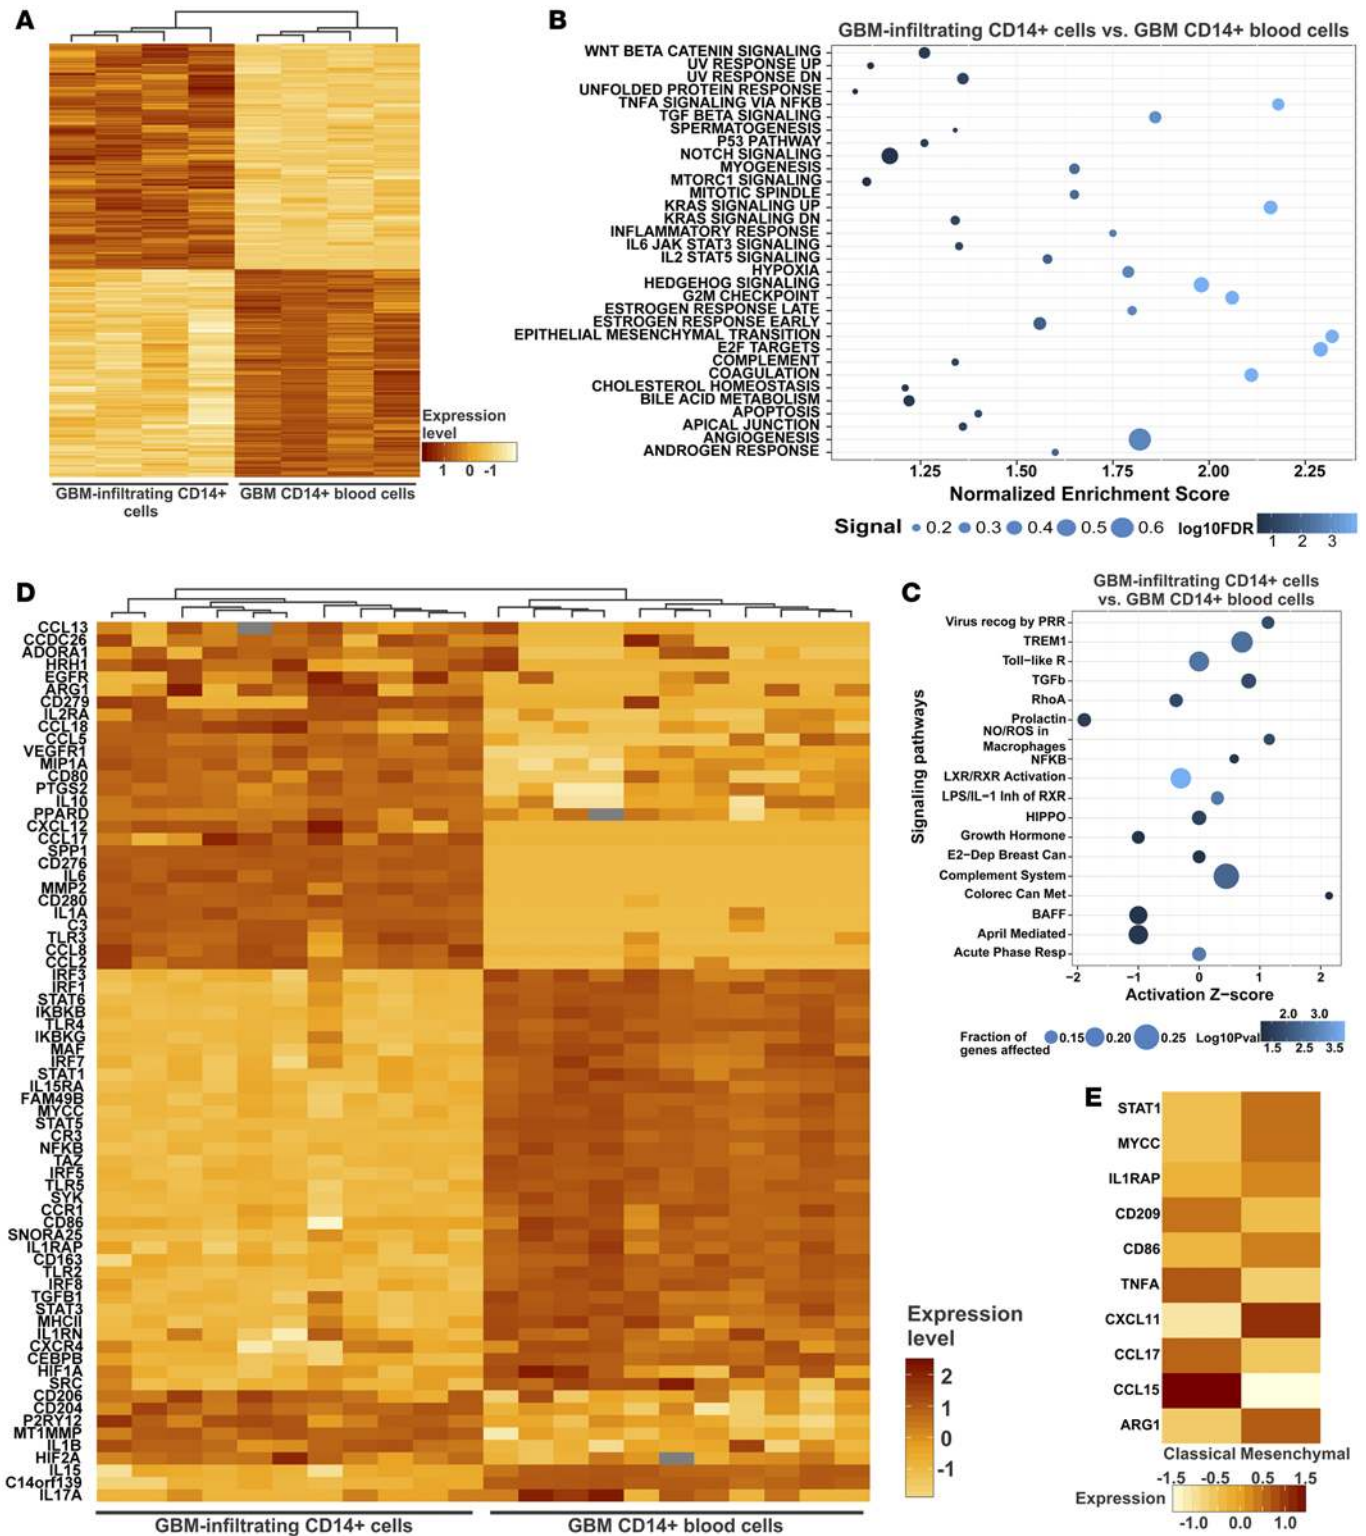 A
Expression
level
1 0 -1
GBM-infiltrating CD14+
cells
GBM CD14+ blood cells
B
GBM-infiltrating CD14+ cells vs. GBM CD14+ blood cells
WNT BETA CATENIN SIGNALING
UV RESPONSE UP
UV RESPONSE DN
UNFOLDED PROTEIN RESPONSE
TNFA SIGNALING VIA NFKB
TGF BETA SIGNALING
SPERMATOGENESIS
P53 PATHWAY
NOTCH SIGNALING
MYOGENESIS
MTORC1 SIGNALING
MITOTIC SPINDLE
KRAS SIGNALING UP
KRAS SIGNALING DN
INFLAMMATORY RESPONSE
IL6 JAK STAT3 SIGNALING
IL2 STAT5 SIGNALING
HYPOXIA
HEDGEHOG SIGNALING
G2M CHECKPOINT
ESTROGEN RESPONSE LATE
ESTROGEN RESPONSE EARLY
EPITHELIAL MESENCHYMAL TRANSITION
E2F TARGETS
COMPLEMENT
COAGULATION
CHOLESTEROL HOMEOSTASIS
BILE ACID METABOLISM
APOPTOSIS
APICAL JUNCTION
ANGIOGENESIS
ANDROGEN RESPONSE
1.25 1.50 1.75 2.00 2.25
Normalized Enrichment Score
Signal 0.2 0.3 0.4 0.5 0.6 log10FDR
1 2 3
D
CCL13
CCDC26
ADORA1
HRH1
EGFR
ARG1
CD279
IL2RA
CCL18
CCL5
VEGFR1
MIP1A
CD80
PTGS2
IL10
PPARD
CXCL12
CCL17
SPP1
CD276
IL6
MMP2
CD280
IL1A
C3
TLR3
CCL8
CCL2
IRF3
IRF1
STAT6
IKBKB
TLR4
IKBKG
MAF
IRF7
STAT1
IL15RA
FAM49B
MYCC
STAT5
CR3
NFKB
TAZ
IRF5
TLR5
SYK
CCR1
CD86
SNORA25
IL1RAP
CD163
TLR2
IRF8
TGFB1
STAT3
MHCII
IL1RN
CXCR4
CEBPB
HIF1A
SRC
CD206
CD204
P2RY12
MT1MMP
IL1B
HIF2A
IL15
C14orf139
IL17A
GBM-infiltrating CD14+ cells
GBM CD14+ blood cells
Expression
level
2
1
0
-1
C
GBM-infiltrating CD14+ cells
vs. GBM CD14+ blood cells
Signaling pathways
Virus recog by PRR
TREM1
Toll−like R
TGFb
RhoA
Prolactin
NO/ROS in
Macrophages
NFKB
LXR/RXR Activation
LPS/IL−1 Inh of RXR
HIPPO
Growth Hormone
E2−Dep Breast Can
Complement System
Colorec Can Met
BAFF
April Mediated
Acute Phase Resp
−2 −1 0 1 2
Activation Z−score
2.0 3.0
Fraction of
genes affected
0.15 0.20 0.25 Log10Pval
1.5 2.5 3.5
E
STAT1
MYCC
IL1RAP
CD209
CD86
TNFA
CXCL11
CCL17
CCL15
ARG1
Classical Mesenchymal
-1.5 -0.5 0.5 1.5
Expression
-1.0 0.0 1.0